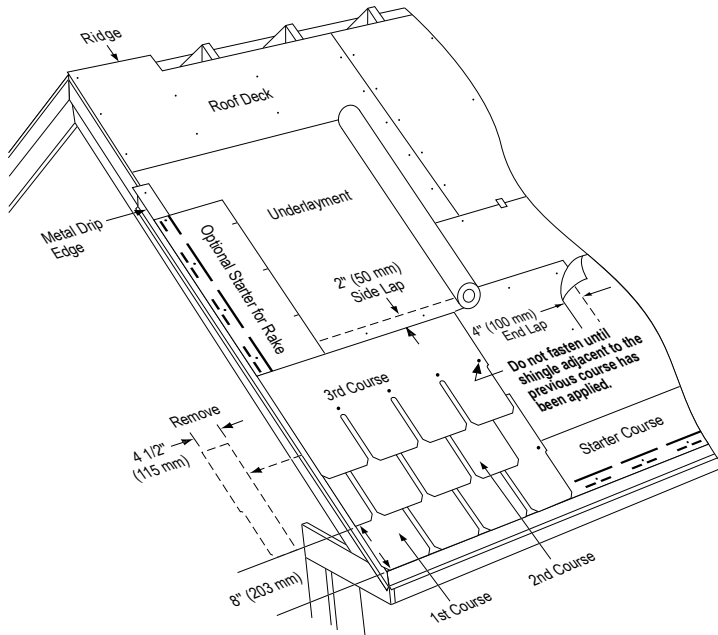 Ridge
Roof Deck
Underlayment
Metal Drip
Edge
Optional Starter for Rake
2" (50 mm)
Side Lap
4" (100 mm)
End Lap
Do not fasten until
shingle adjacent to the
previous course has
been applied.
3rd Course
Remove
4 1/2"
(115 mm)
Starter Course
8" (203 mm)
1st Course
2nd Course